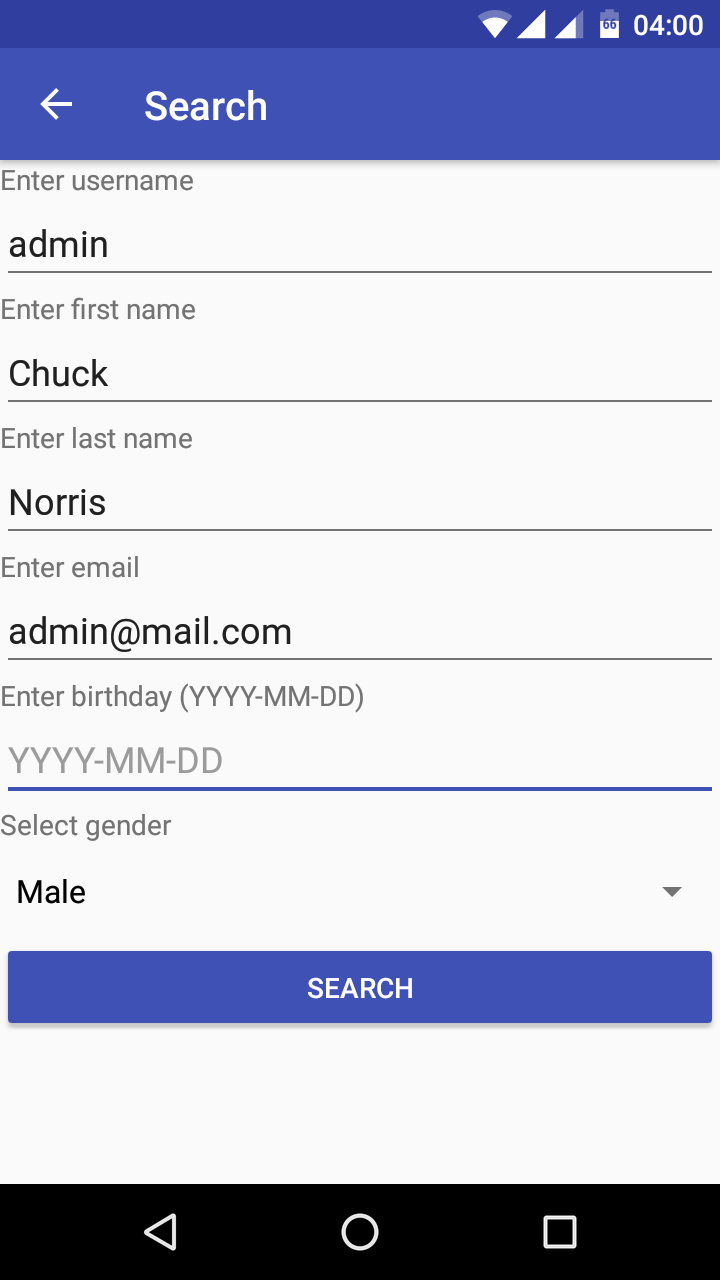 66 04:00
Search
Enter username
admin
Enter first name
Chuck
Enter last name
Norris
Enter email
admin@mail.com
Enter birthday (YYYY-MM-DD)
YYYY-MM-DD
Select gender
Male
SEARCH